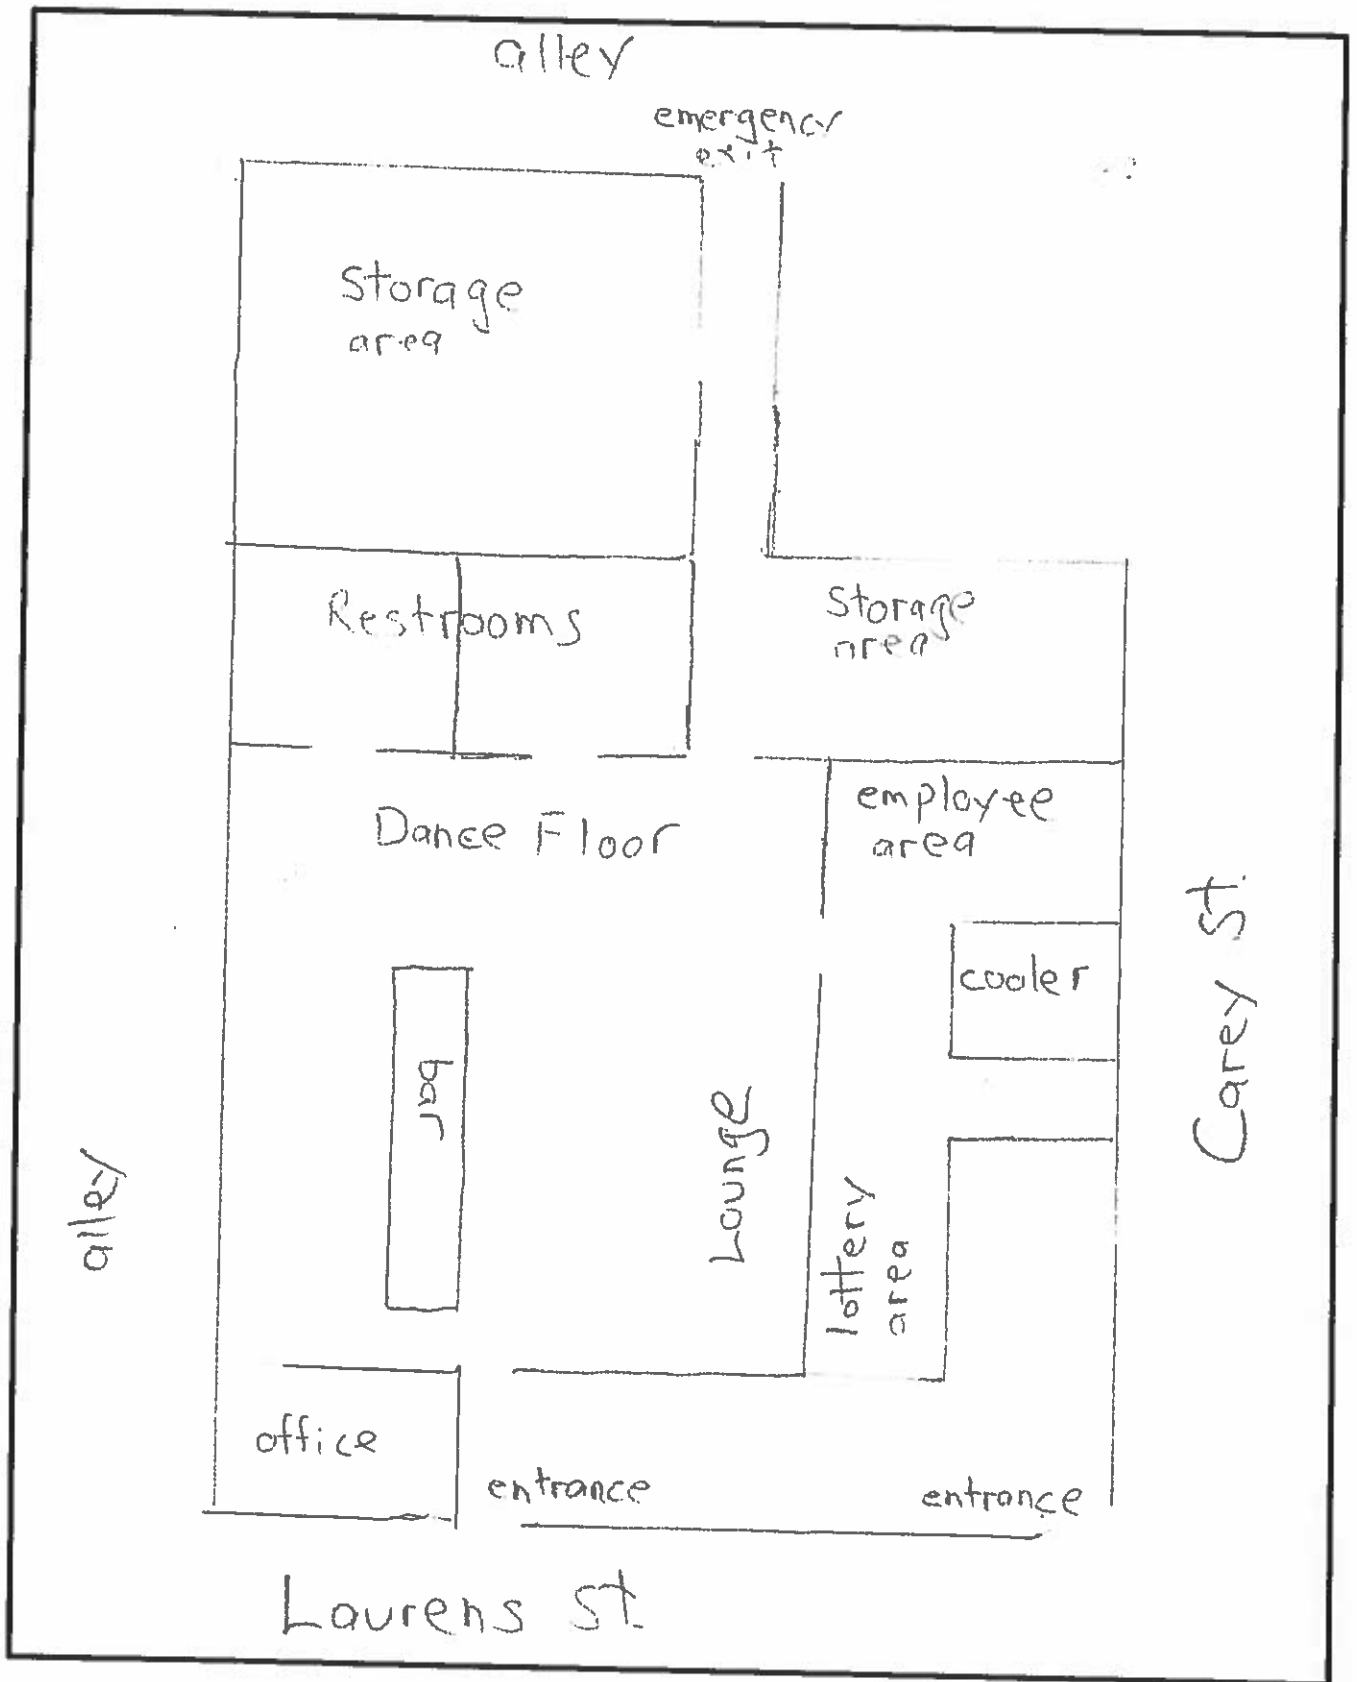 alley
emergency
exit
Storage
area
Restrooms
Storage
area
employee
area
Dance Floor
cooler
Carey St.
bar
Lounge
alley
lottery
area
office
entrance
entrance
Laurens St.